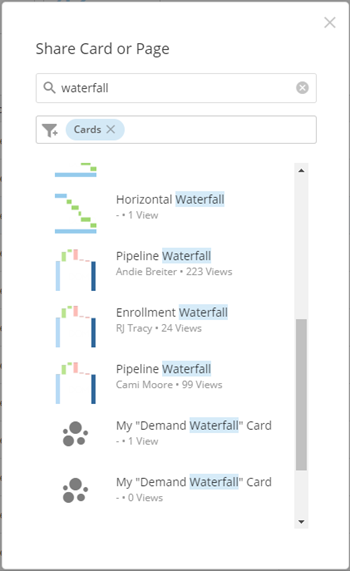 Share Card or Page
waterfall
Cards
Horizontal Waterfall
- • 1 View
Pipeline Waterfall
Andie Breiter • 223 Views
Enrollment Waterfall
RJ Tracy • 24 Views
Pipeline Waterfall
Cami Moore • 99 Views
My "Demand Waterfall" Card
- • 1 View
My "Demand Waterfall" Card
- • 0 Views